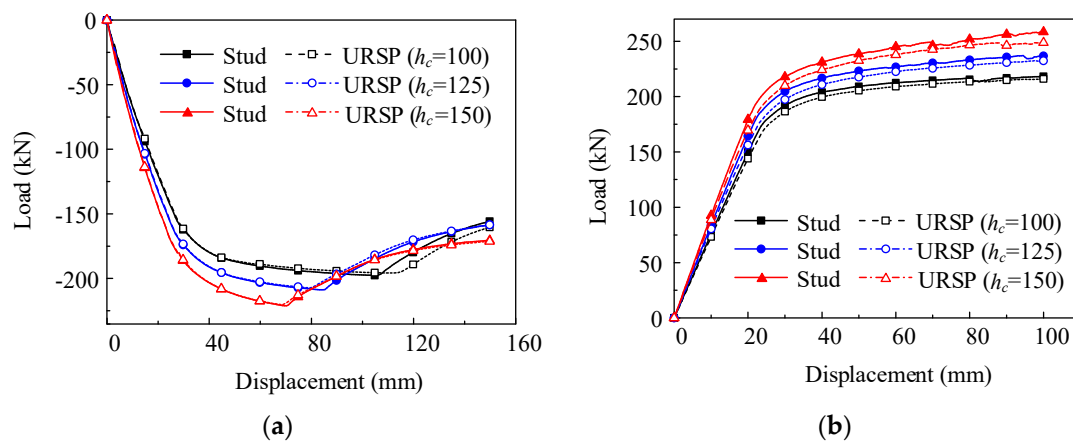 0
-50
-100
-150
-200
Load (kN)
Stud URSP (hc=100)
Stud URSP (hc=125)
Stud URSP (hc=150)
0 40 80 120 160
Displacement (mm)
(a)
250
200
150
100
50
0
Load (kN)
Stud URSP (hc=100)
Stud URSP (hc=125)
Stud URSP (hc=150)
0 20 40 60 80 100
Displacement (mm)
(b)